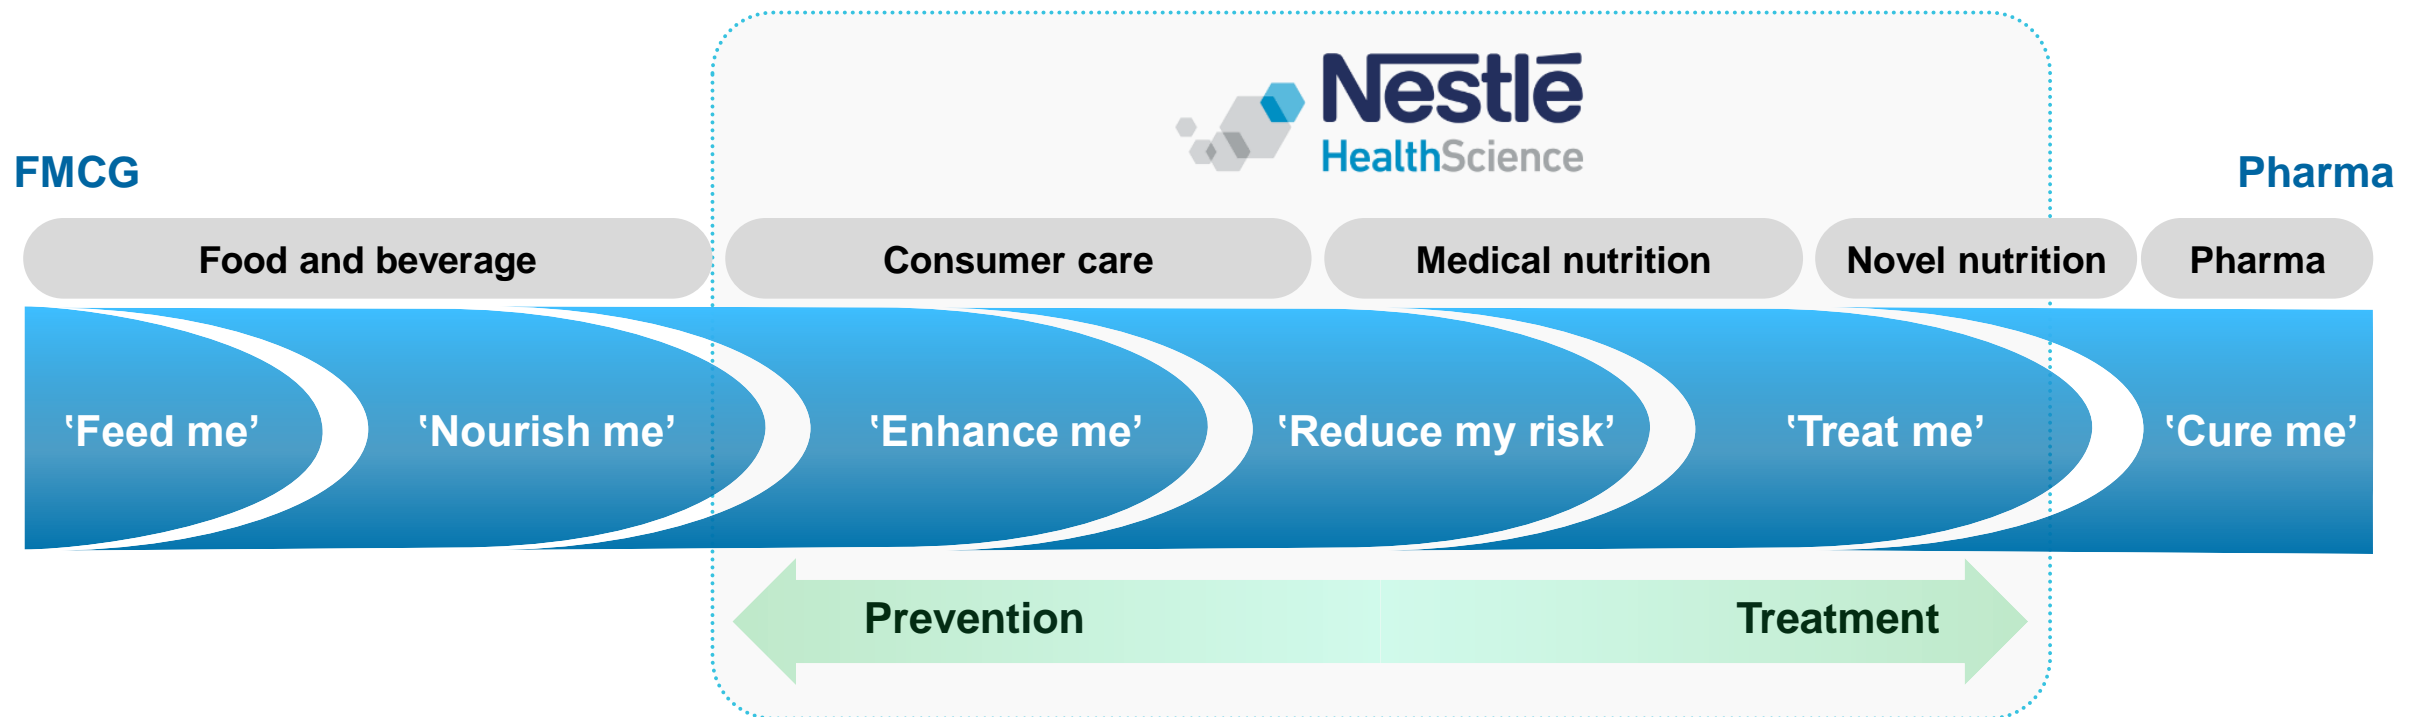 Nestlé
HealthScience
FMCG
Pharma
Food and beverage
Consumer care
Medical nutrition
Novel nutrition
Pharma
‘Feed me’
‘Nourish me’
‘Enhance me’
‘Reduce my risk’
‘Treat me’
‘Cure me’
Prevention
Treatment